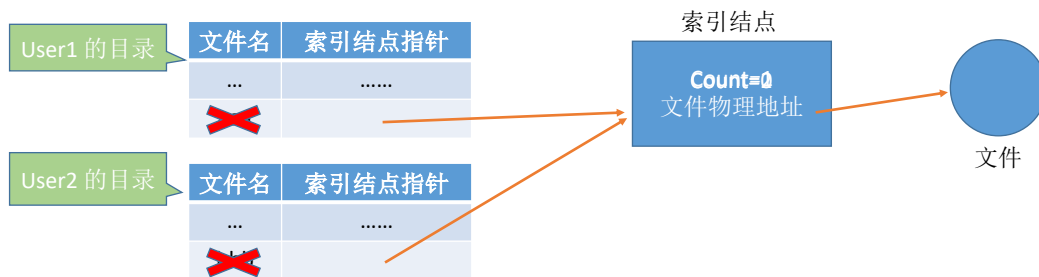 索引结点
User1 的目录
文件名 索引结点指针
... ......
文件物理地址
文件
User2 的目录
文件名 索引结点指针
... ......